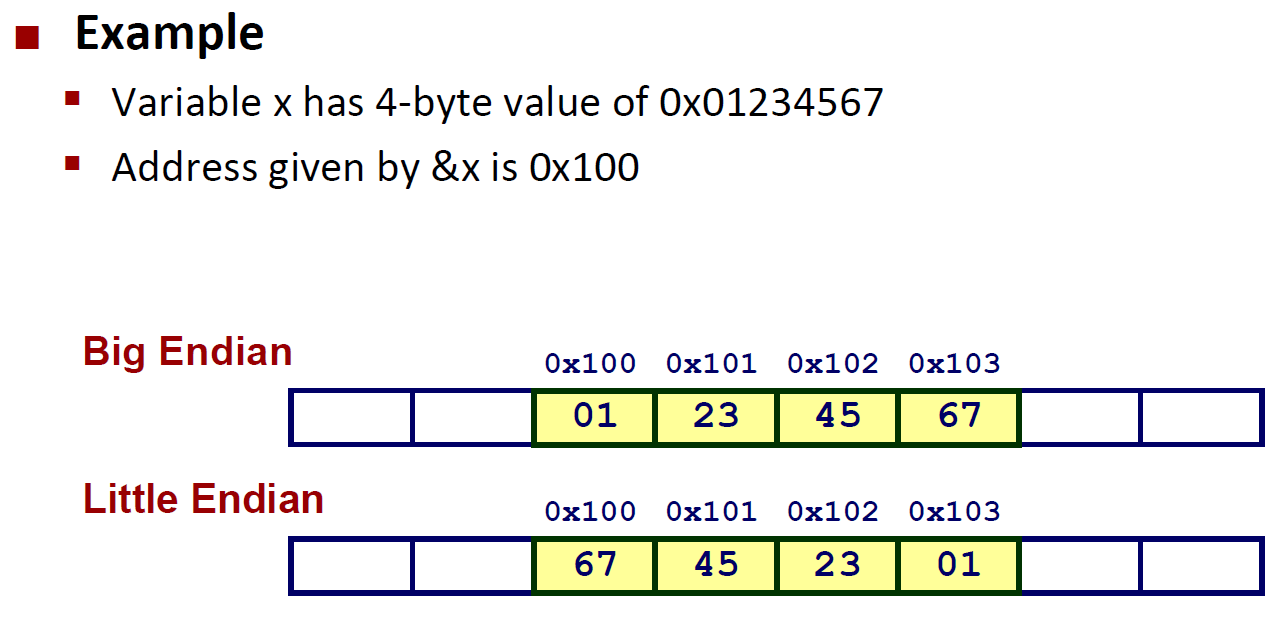 Example
Variable x has 4-byte value of 0x01234567
Address given by &x is 0x100
Big Endian
0x100 0x101 0x102 0x103
01 23 45 67
Little Endian
0x100 0x101 0x102 0x103
67 45 23 01